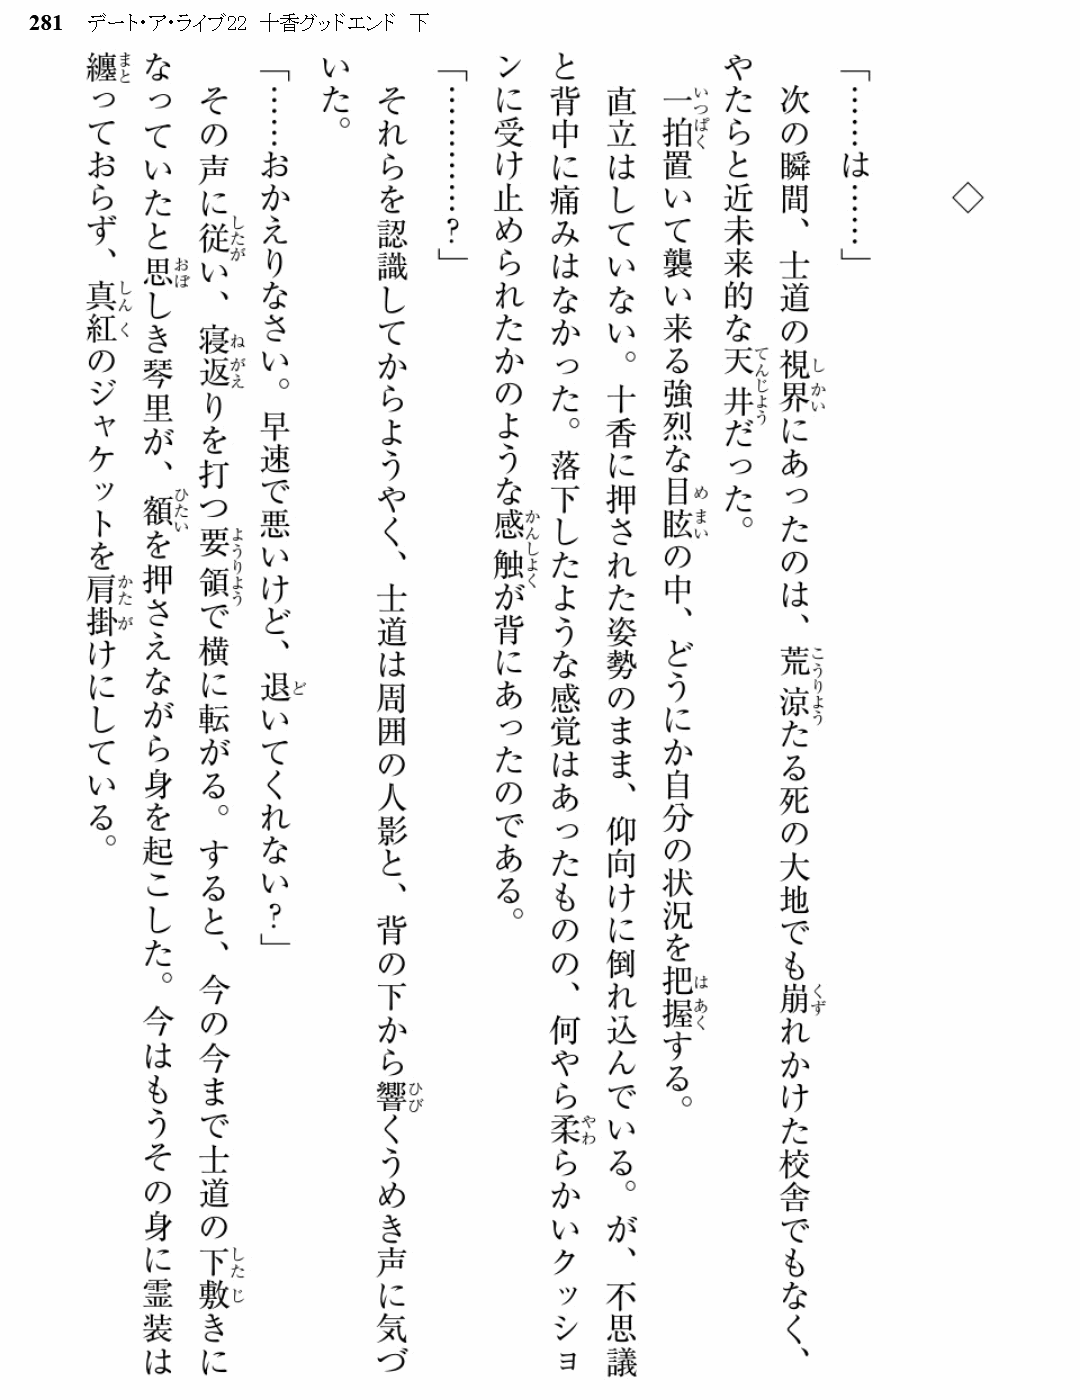 281 デート・ア・ライブ22 十香グッドエンド 下
◇
「……は……」
次の瞬間、士道の視界にあったのは、荒涼たる死の大地でも崩れかけた校舎でもなく、
やたらと近未来的な天井だった。
一拍置いて襲い来る強烈な目眩の中、どうにか自分の状況を把握する。
直立はしていない。十香に押された姿勢のまま、仰向けに倒れ込んでいる。が、不思議
と背中に痛みはなかった。落下したような感覚はあったものの、何やら柔らかいクッショ
ンに受け止められたかのような感触が背にあったのである。
「…………?」
それらを認識してからようやく、士道は周囲の人影と、背の下から響くうめき声に気づ
いた。
「……おかえりなさい。早速で悪いけど、退いてくれない?」
その声に従い、寝返りを打つ要領で横に転がる。すると、今の今まで士道の下敷きに
なっていたと思しき琴里が、額を押さえながら身を起こした。今はもうその身に霊装は
纏っておらず、真紅のジャケットを肩掛けにしている。